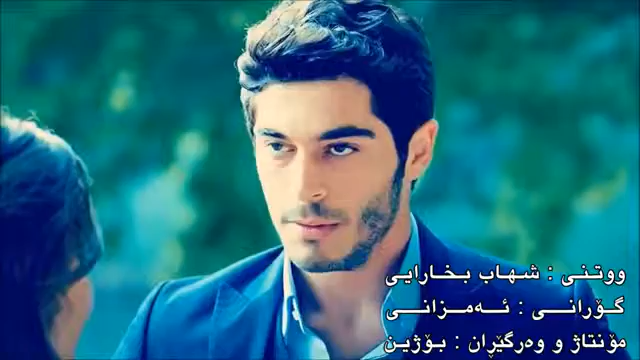 ووتنی : شهاب بخارایی
گۆرانی : ئەمزانی
مۆنتاژ و وەرگێڕان : بۆژین